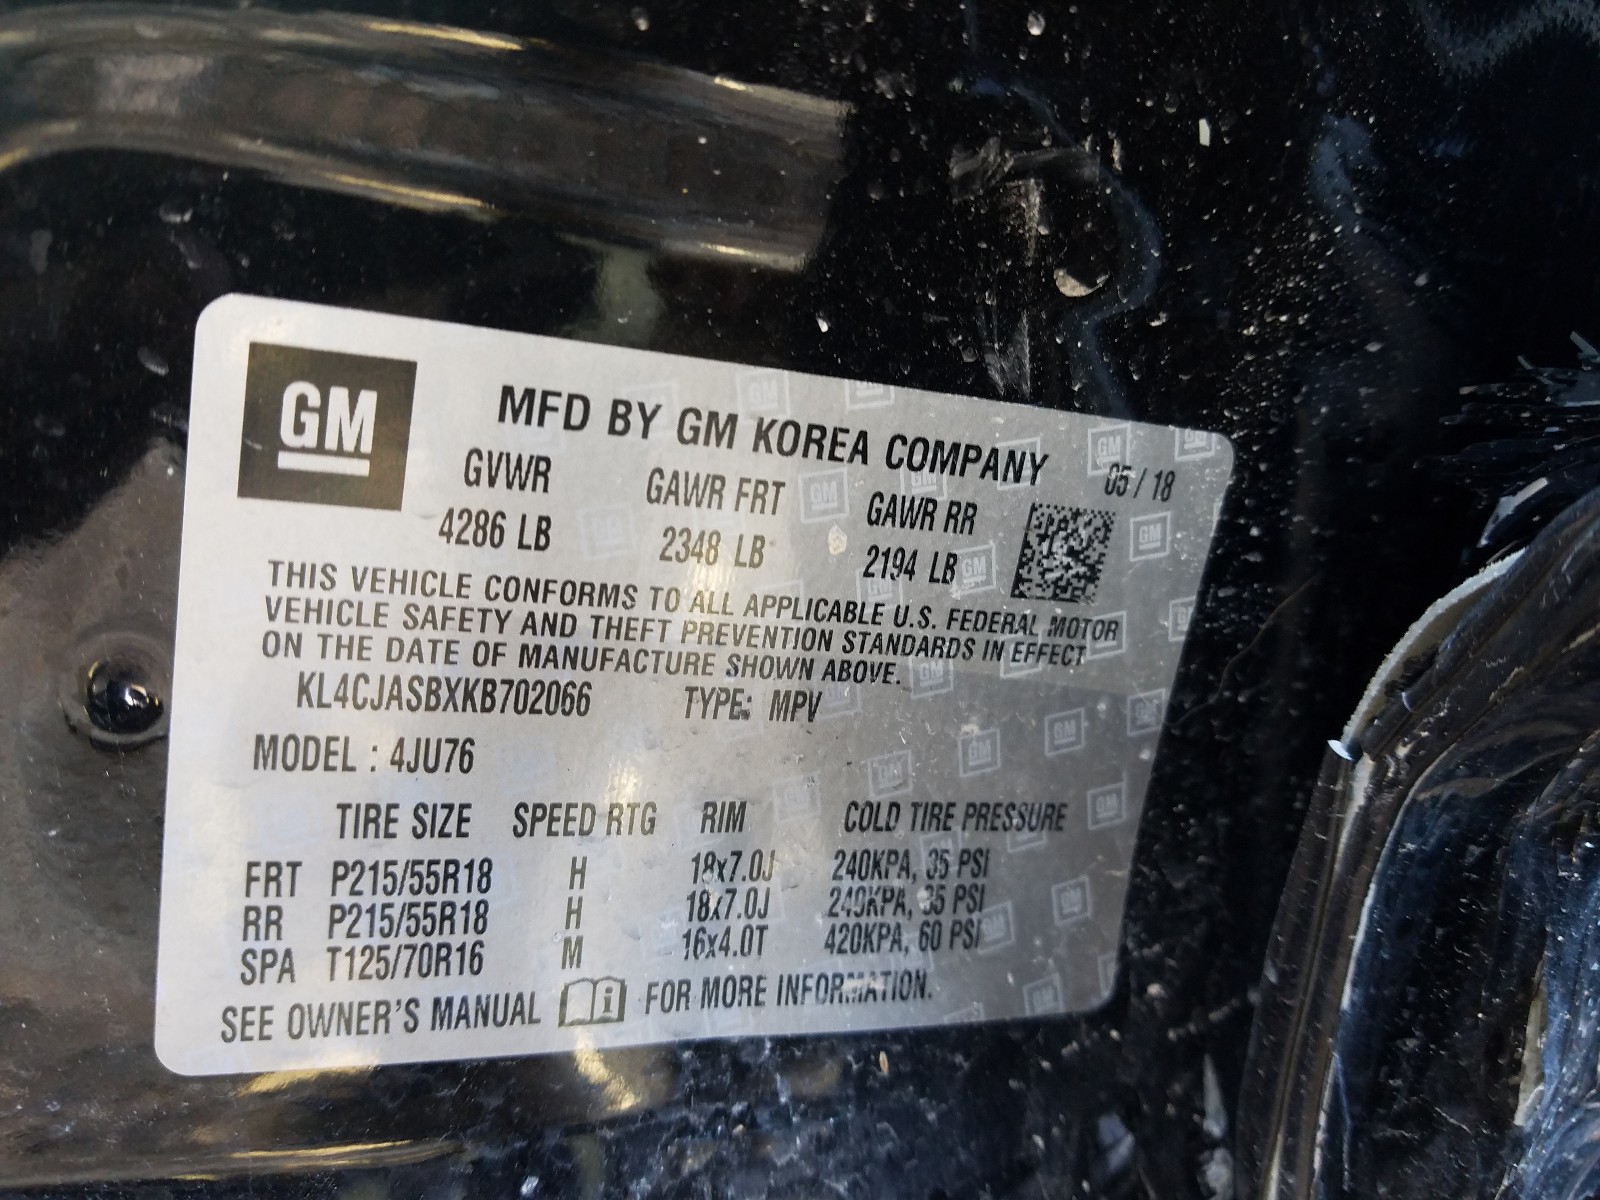 GM
MFD BY GM KOREA COMPANY
05 / 18
GVWR GAWR FRT GAWR RR
4286 LB 2348 LB 2194 LB
THIS VEHICLE CONFORMS TO ALL APPLICABLE U.S. FEDERAL MOTOR
VEHICLE SAFETY AND THEFT PREVENTION STANDARDS IN EFFECT
ON THE DATE OF MANUFACTURE SHOWN ABOVE.
KL4CJASBXKB702066 TYPE: MPV
MODEL : 4JU76
TIRE SIZE SPEED RTG RIM COLD TIRE PRESSURE
FRT P215/55R18 H 18x7.0J 240KPA, 35 PSI
RR P215/55R18 H 18x7.0J 240KPA, 35 PSI
SPA T125/70R16 M 16x4.0T 420KPA, 60 PSI
SEE OWNER'S MANUAL FOR MORE INFORMATION.